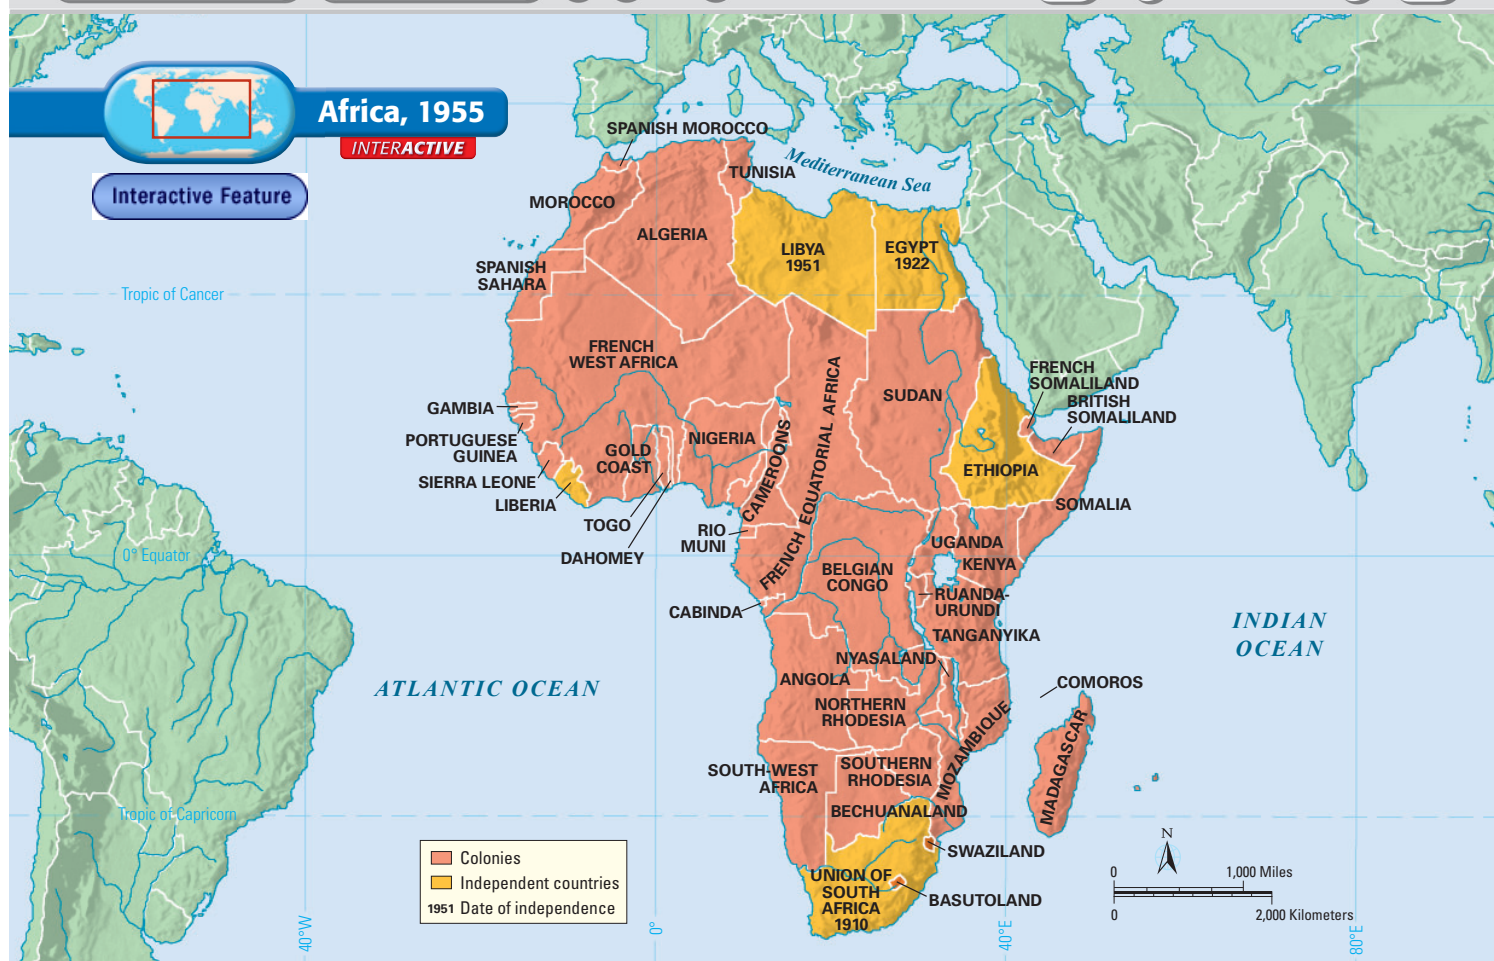 Africa, 1955
INTERACTIVE
Interactive Feature
SPANISH MOROCCO
Mediterranean Sea
TUNISIA
MOROCCO
ALGERIA
LIBYA
1951
EGYPT
1922
SPANISH
SAHARA
Tropic of Cancer
FRENCH
WEST AFRICA
FRENCH EQUATORIAL AFRICA
SUDAN
FRENCH
SOMALILAND
BRITISH
SOMALILAND
GAMBIA
PORTUGUESE
GUINEA
GOLD
COAST
NIGERIA
CAMEROONS
ETHIOPIA
SIERRA LEONE
LIBERIA
SOMALIA
TOGO
RIO
MUNI
DAHOMEY
UGANDA
KENYA
0° Equator
BELGIAN
CONGO
RUANDA-
URUNDI
CABINDA
TANGANYIKA
INDIAN
OCEAN
NYASALAND
ANGOLA
ATLANTIC OCEAN
COMOROS
NORTHERN
RHODESIA
MOZAMBIQUE
MADAGASCAR
SOUTH-WEST
AFRICA
SOUTHERN
RHODESIA
BECHUANALAND
Tropic of Capricorn
SWAZILAND
UNION OF
SOUTH
AFRICA
1910
BASUTOLAND
Colonies
Independent countries
1951 Date of independence
N
0 1,000 Miles
0 2,000 Kilometers
40°W
0°
40°E
80°E